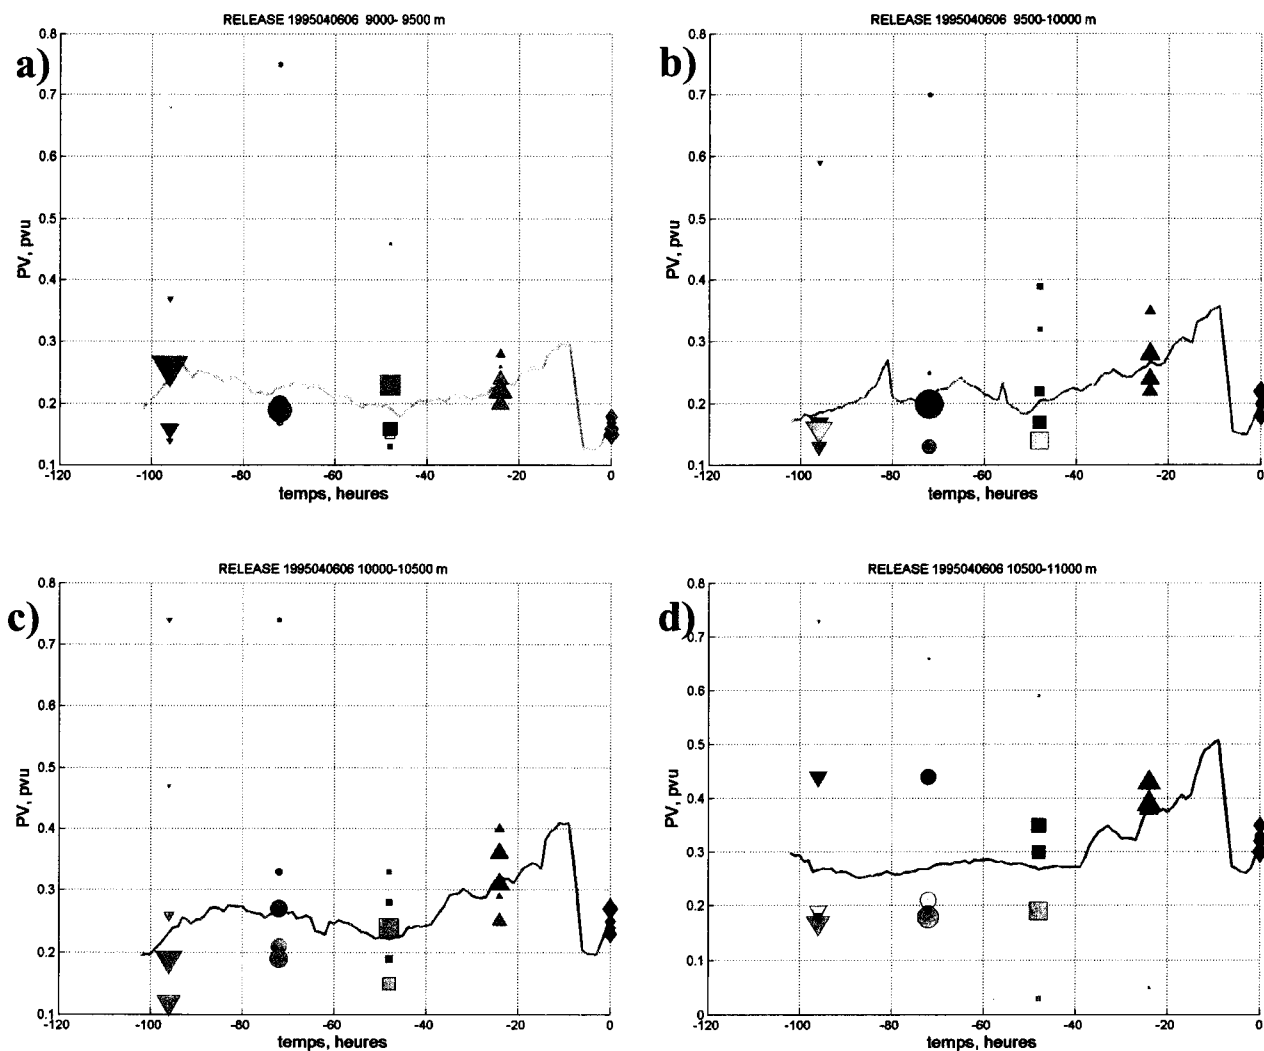 RELEASE 1995040606 9000- 9500 m
a)
0.8
0.7
0.6
0.5
0.4
0.3
0.2
0.1
PV, pvu
-120 -100 -80 -60 -40 -20 0
temps, heures
RELEASE 1995040606 9500-10000 m
b)
0.8
0.7
0.6
0.5
0.4
0.3
0.2
0.1
PV, pvu
-120 -100 -80 -60 -40 -20 0
temps, heures
RELEASE 1995040606 10000-10500 m
c)
0.8
0.7
0.6
0.5
0.4
0.3
0.2
0.1
PV, pvu
-120 -100 -80 -60 -40 -20 0
temps, heures
RELEASE 1995040606 10500-11000 m
d)
0.8
0.7
0.6
0.5
0.4
0.3
0.2
0.1
0
PV, pvu
-120 -100 -80 -60 -40 -20 0
temps, heures